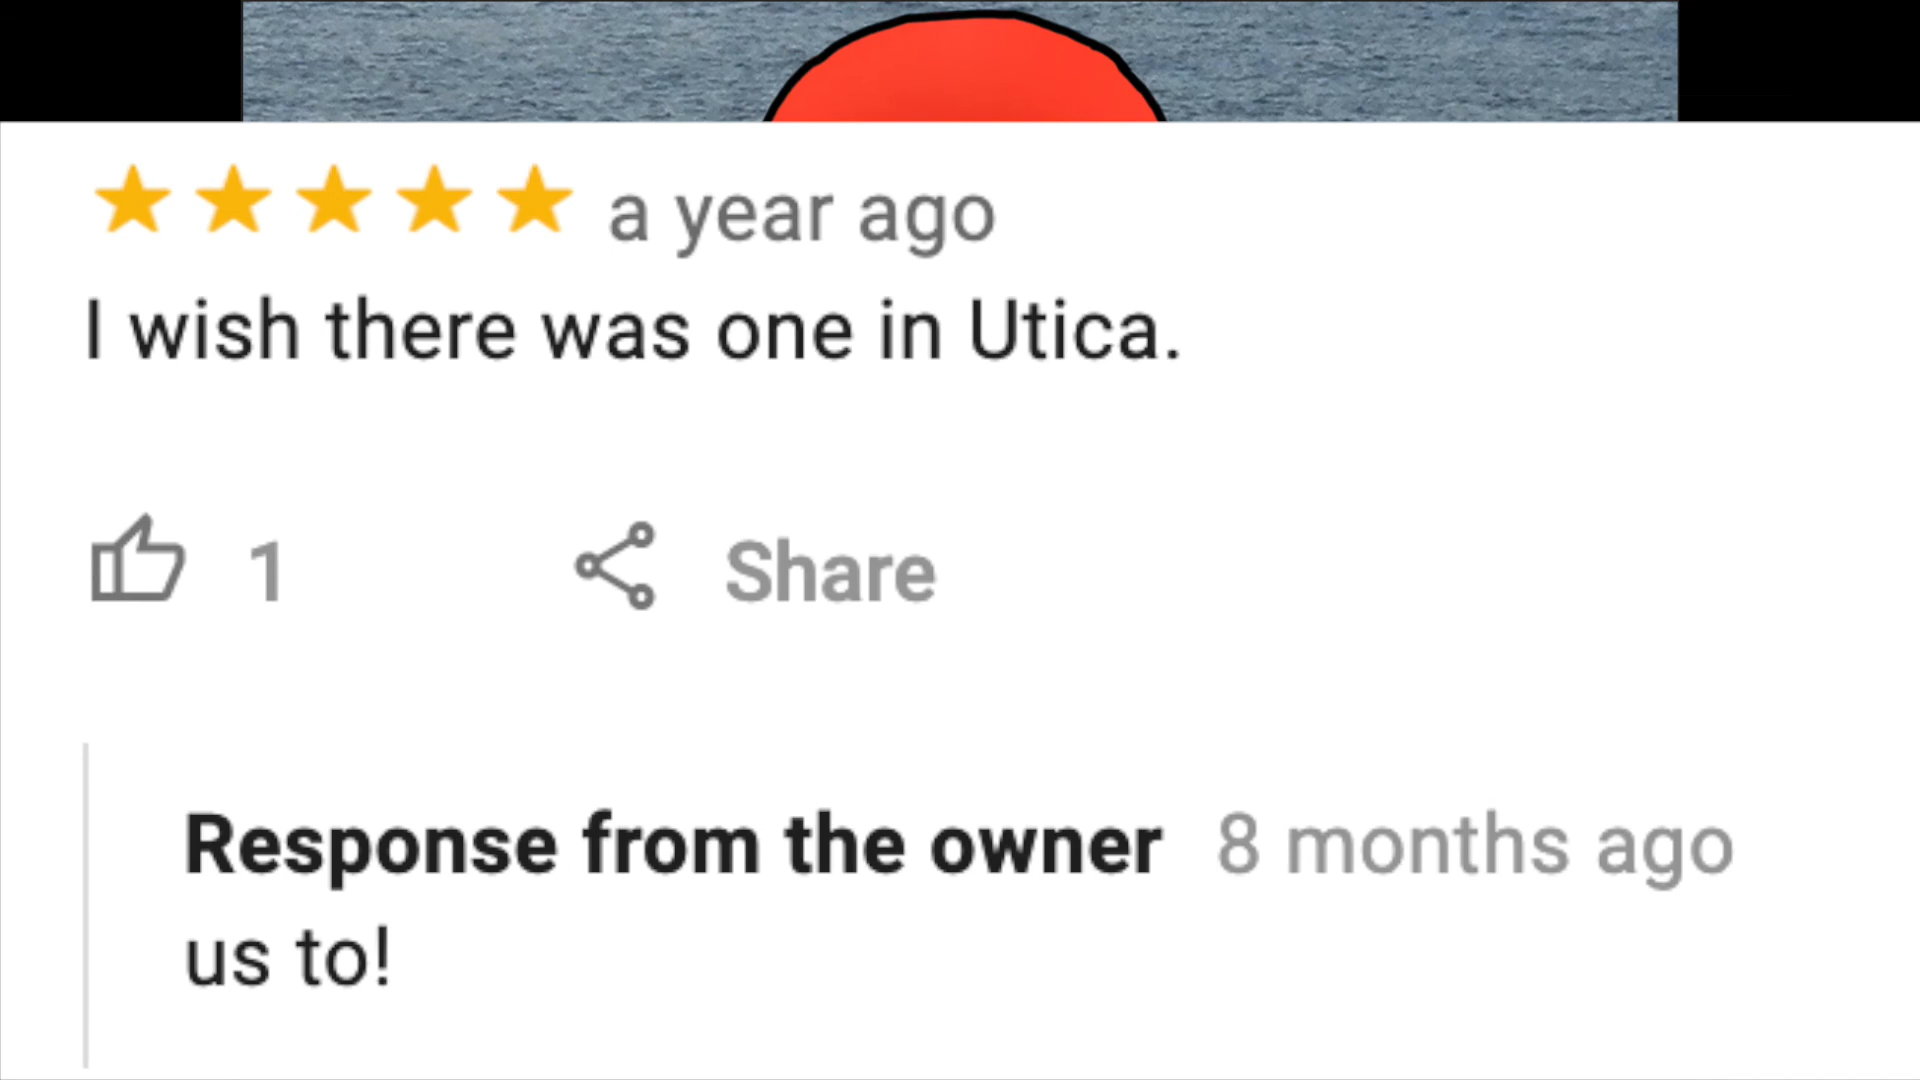 a year ago
I wish there was one in Utica.
1 Share
Response from the owner 8 months ago
us to!